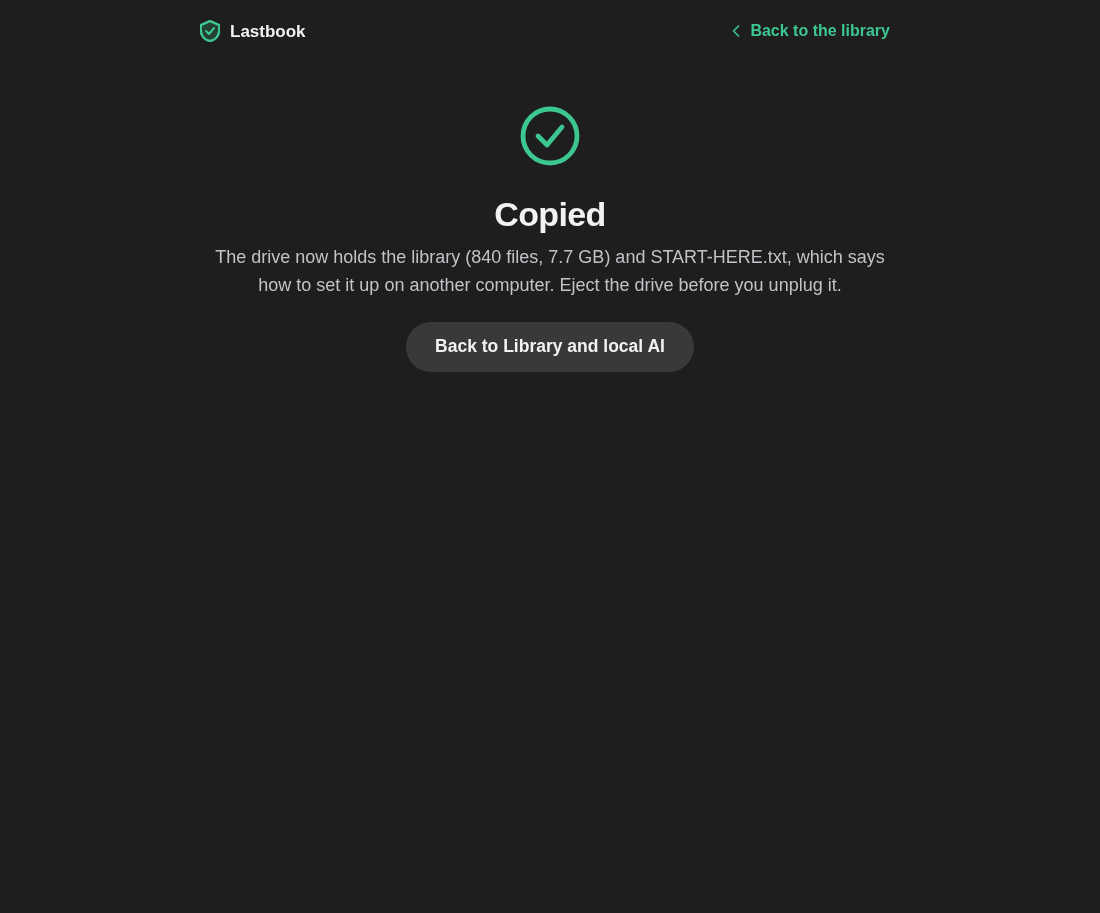 Lastbook
Back to the library
Copied
The drive now holds the library (840 files, 7.7 GB) and START-HERE.txt, which says
how to set it up on another computer. Eject the drive before you unplug it.
Back to Library and local AI